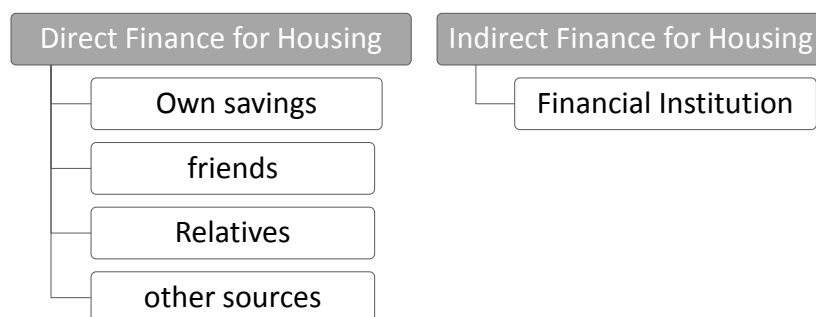 Direct Finance for Housing
Own savings
friends
Relatives
other sources
Indirect Finance for Housing
Financial Institution